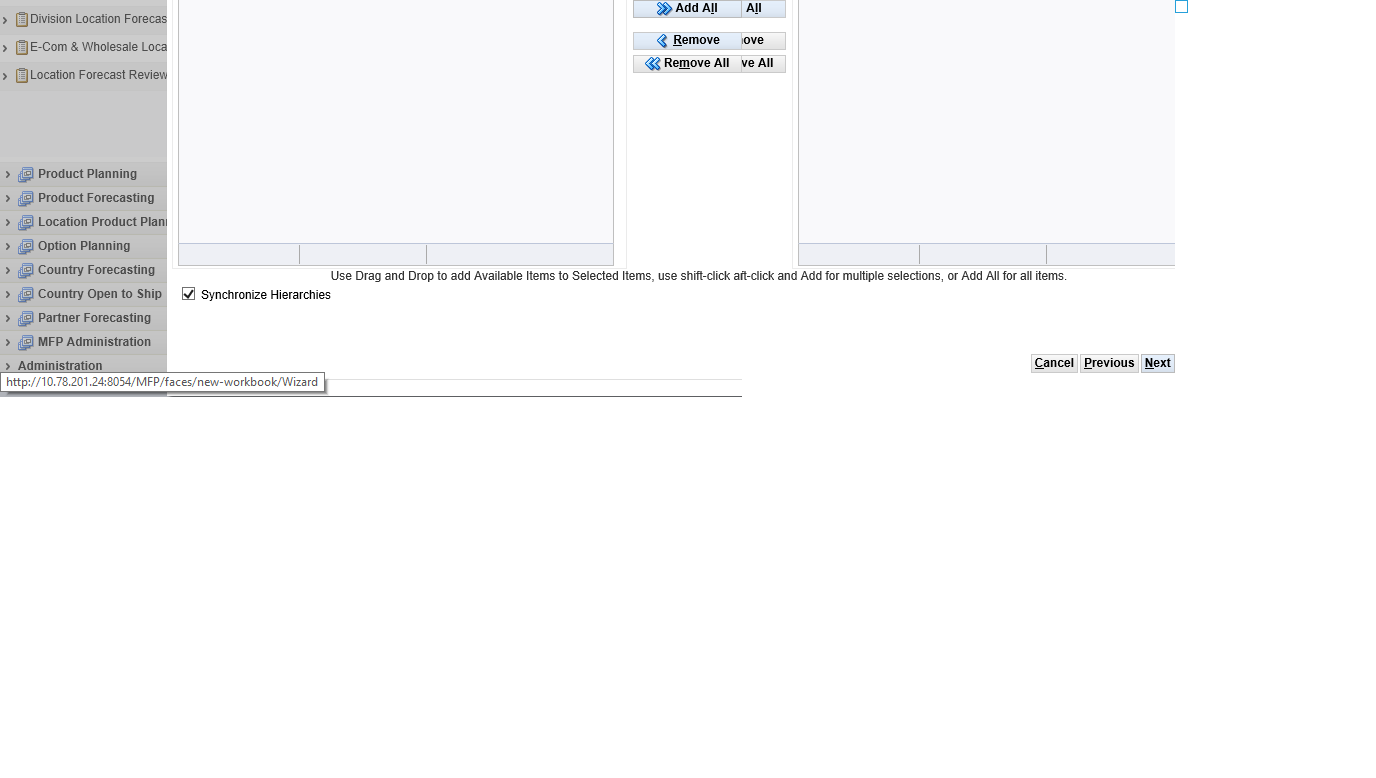 Division Location Forecas
E-Com & Wholesale Loca
Location Forecast Review
Add All All
Remove ove
Remove All ve All
Product Planning
Product Forecasting
Location Product Plan
Option Planning
Country Forecasting
Country Open to Ship
Partner Forecasting
MFP Administration
Administration
Use Drag and Drop to add Available Items to Selected Items, use shift-click aft-click and Add for multiple selections, or Add All for all items.
Synchronize Hierarchies
Cancel Previous Next
http://10.78.201.24:8054/MFP/faces/new-workbook/Wizard